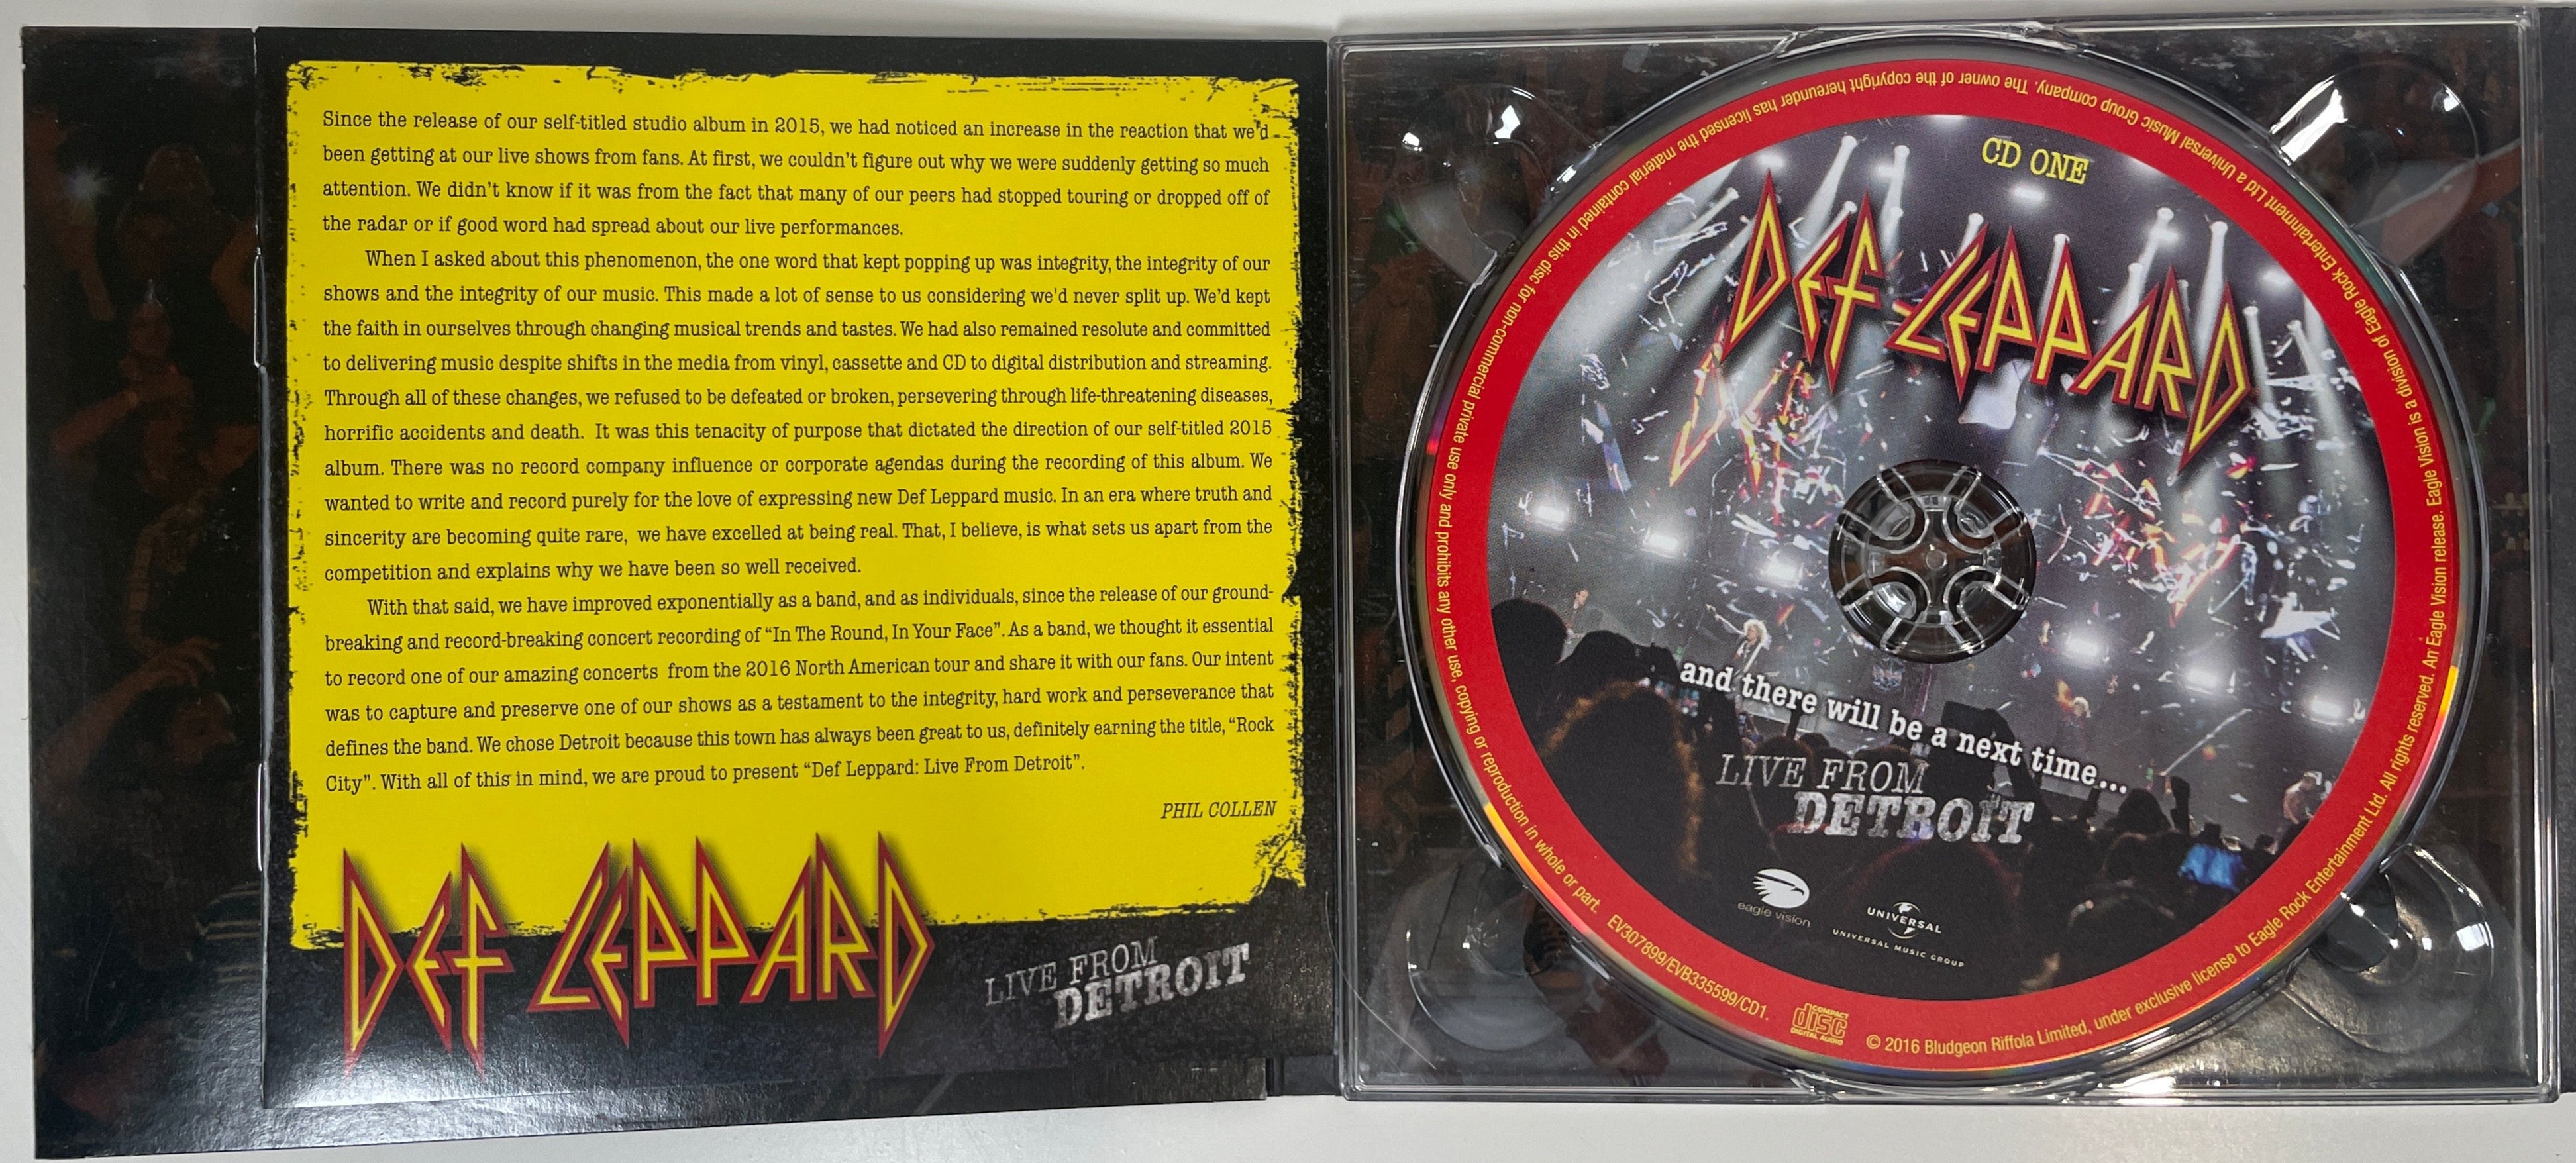 Since the release of our self-titled studio album in 2015, we had noticed an increase in the reaction that we'd
been getting at our live shows from fans. At first, we couldn't figure out why we were suddenly getting so much
attention. We didn't know if it was from the fact that many of our peers had stopped touring or dropped off of
the radar or if good word had spread about our live performances.
When I asked about this phenomenon, the one word that kept popping up was integrity, the integrity of our
shows and the integrity of our music. This made a lot of sense to us considering we'd never split up. We'd kept
the faith in ourselves through changing musical trends and tastes. We had also remained resolute and committed
to delivering music despite shifts in the media from vinyl, cassette and CD to digital distribution and streaming.
Through all of these changes, we refused to be defeated or broken, persevering through life-threatening diseases,
horrific accidents and death. It was this tenacity of purpose that dictated the direction of our self-titled 2015
album. There was no record company influence or corporate agendas during the recording of this album. We
wanted to write and record purely for the love of expressing new Def Leppard music. In an era where truth and
sincerity are becoming quite rare, we have excelled at being real. That, I believe, is what sets us apart from the
competition and explains why we have been so well received.
With that said, we have improved exponentially as a band, and as individuals, since the release of our ground-
breaking and record-breaking concert recording of “In The Round, In Your Face”. As a band, we thought it essential
to record one of our amazing concerts from the 2016 North American tour and share it with our fans. Our intent
was to capture and preserve one of our shows as a testament to the integrity, hard work and perseverance that
defines the band. We chose Detroit because this town has always been great to us, definitely earning the title, “Rock
City”. With all of this in mind, we are proud to present “Def Leppard: Live From Detroit”.
PHIL COLLEN
DEF LEPPARD
LIVE FROM
DETROIT
CD ONE
DEF LEPPARD
and there will be a next time...
LIVE FROM
DETROIT
eagle vision
UNIVERSAL
UNIVERSAL MUSIC GROUP
COMPACT
disc
DIGITAL AUDIO
© 2016 Bludgeon Riffola Limited, under exclusive license to Eagle Rock Entertainment Ltd. All rights reserved. An Eagle Vision release. Eagle Vision is a division of Eagle Rock Entertainment Ltd a Universal Music Group company. The owner of the copyright hereunder has licensed the material contained in this disc for non-commercial private use only and prohibits any other use, copying or reproduction in whole or part. EV307899/EVB335599/CD1.